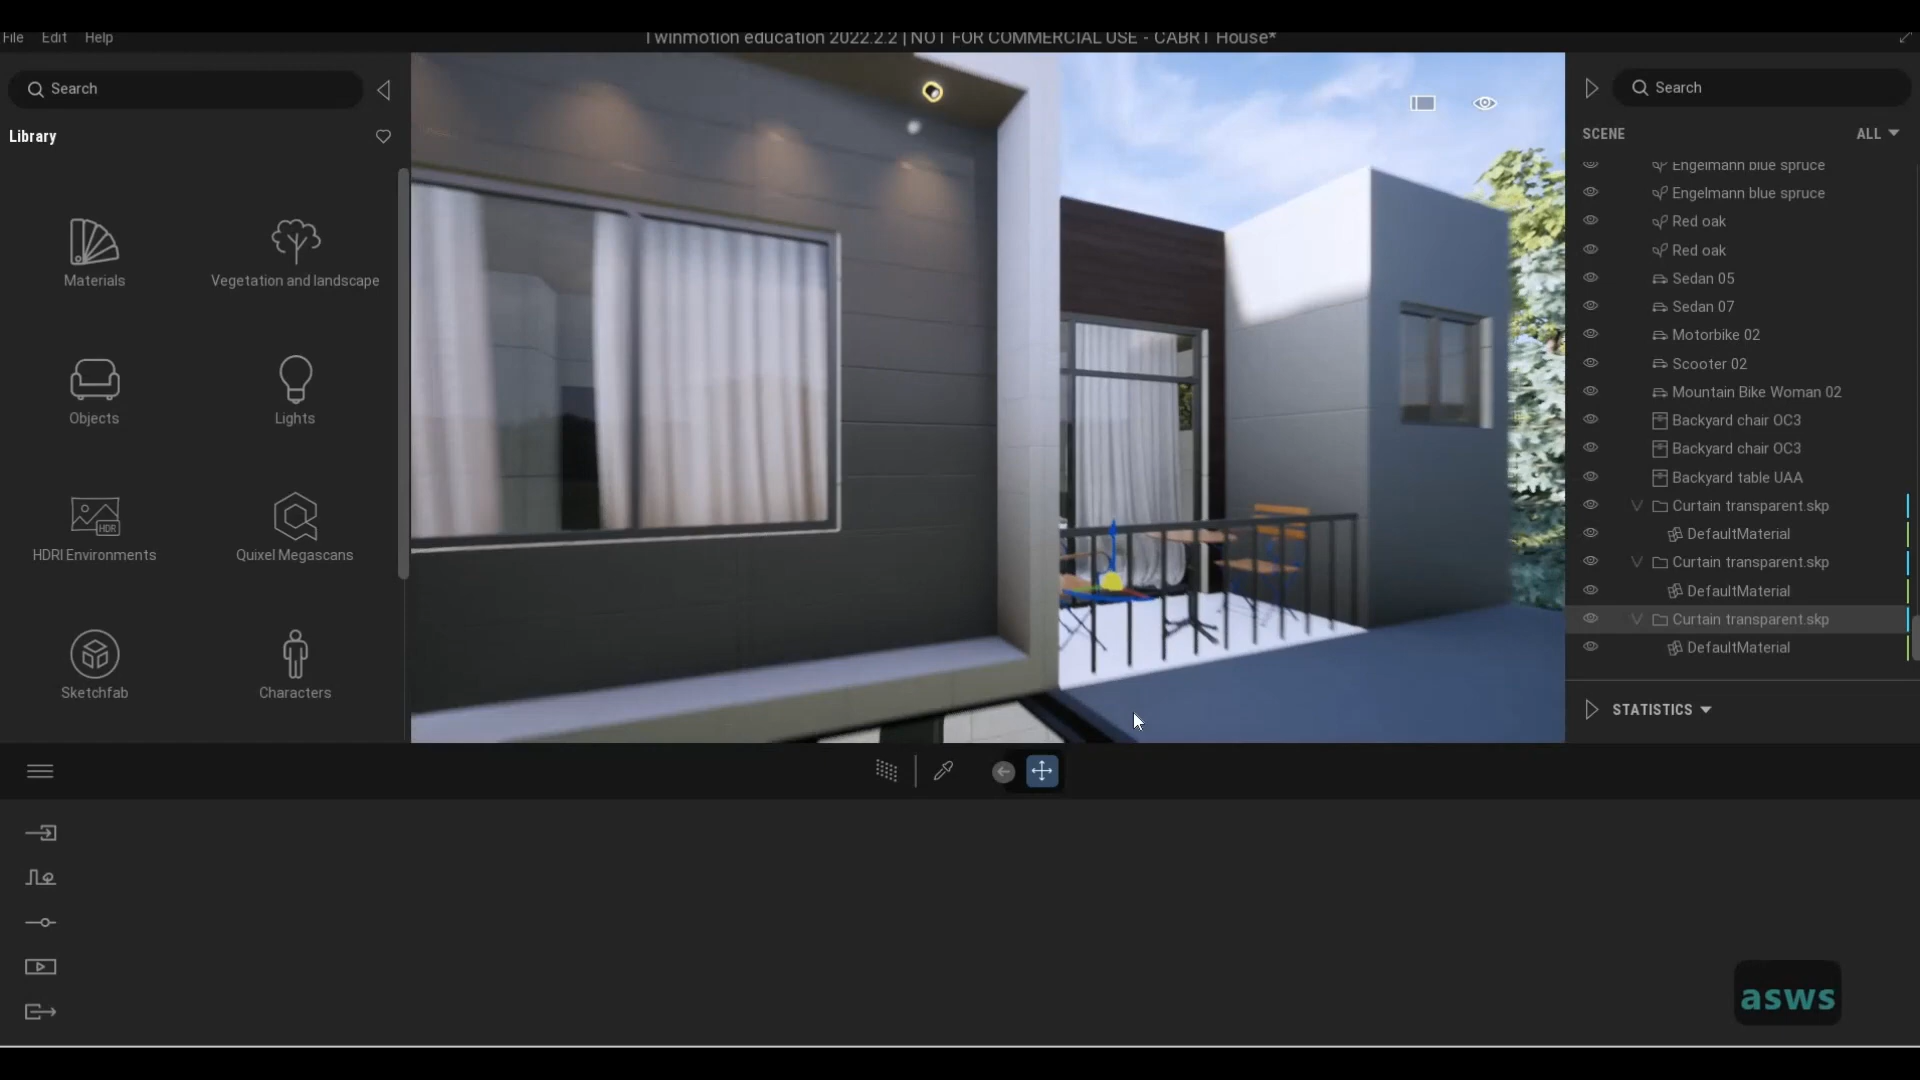 File Edit Help
Twinmotion education 2022.2.2 | NOT FOR COMMERCIAL USE - CABRT House*
Search
Library
Materials
Vegetation and landscape
Objects
Lights
HDR
HDRI Environments
Quixel Megascans
Sketchfab
Characters
Search
SCENE
ALL
Engelmann blue spruce
Engelmann blue spruce
Red oak
Red oak
Sedan 05
Sedan 07
Motorbike 02
Scooter 02
Mountain Bike Woman 02
Backyard chair OC3
Backyard chair OC3
Backyard table UAA
Curtain transparent.skp
DefaultMaterial
Curtain transparent.skp
DefaultMaterial
Curtain transparent.skp
DefaultMaterial
STATISTICS
asws